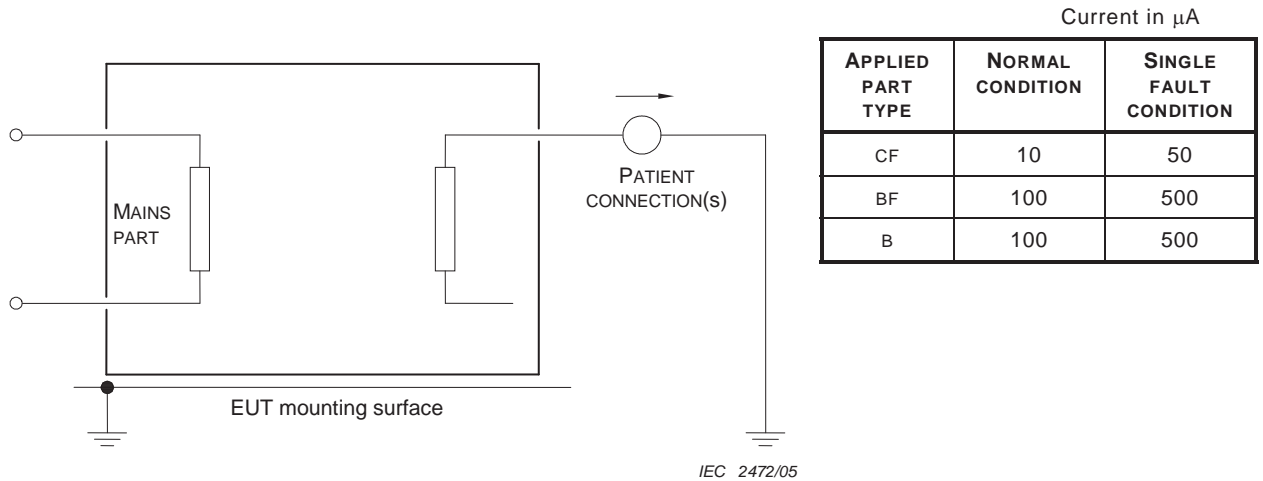 Current in μA
APPLIED PART TYPE NORMAL CONDITION SINGLE FAULT CONDITION
CF 10 50
BF 100 500
B 100 500
MAINS
PART
PATIENT
CONNECTION(s)
EUT mounting surface
IEC 2472/05